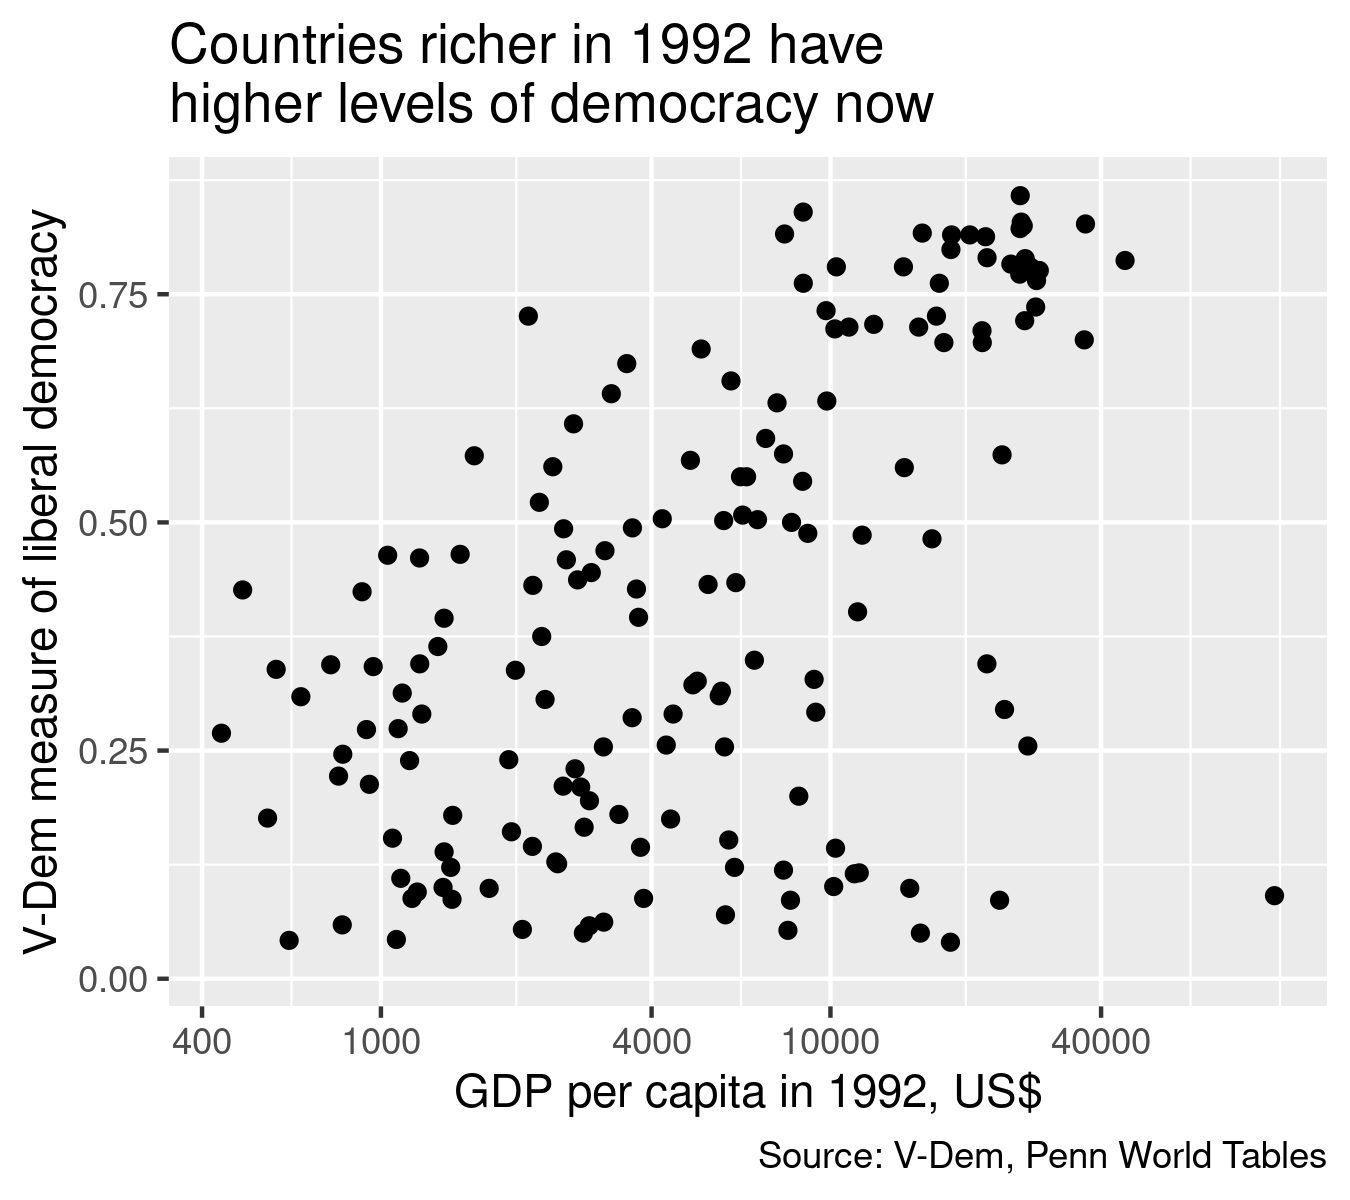 Countries richer in 1992 have
higher levels of democracy now
V-Dem measure of liberal democracy
0.75
0.50
0.25
0.00
400 1000 4000 10000 40000
GDP per capita in 1992, US$
Source: V-Dem, Penn World Tables